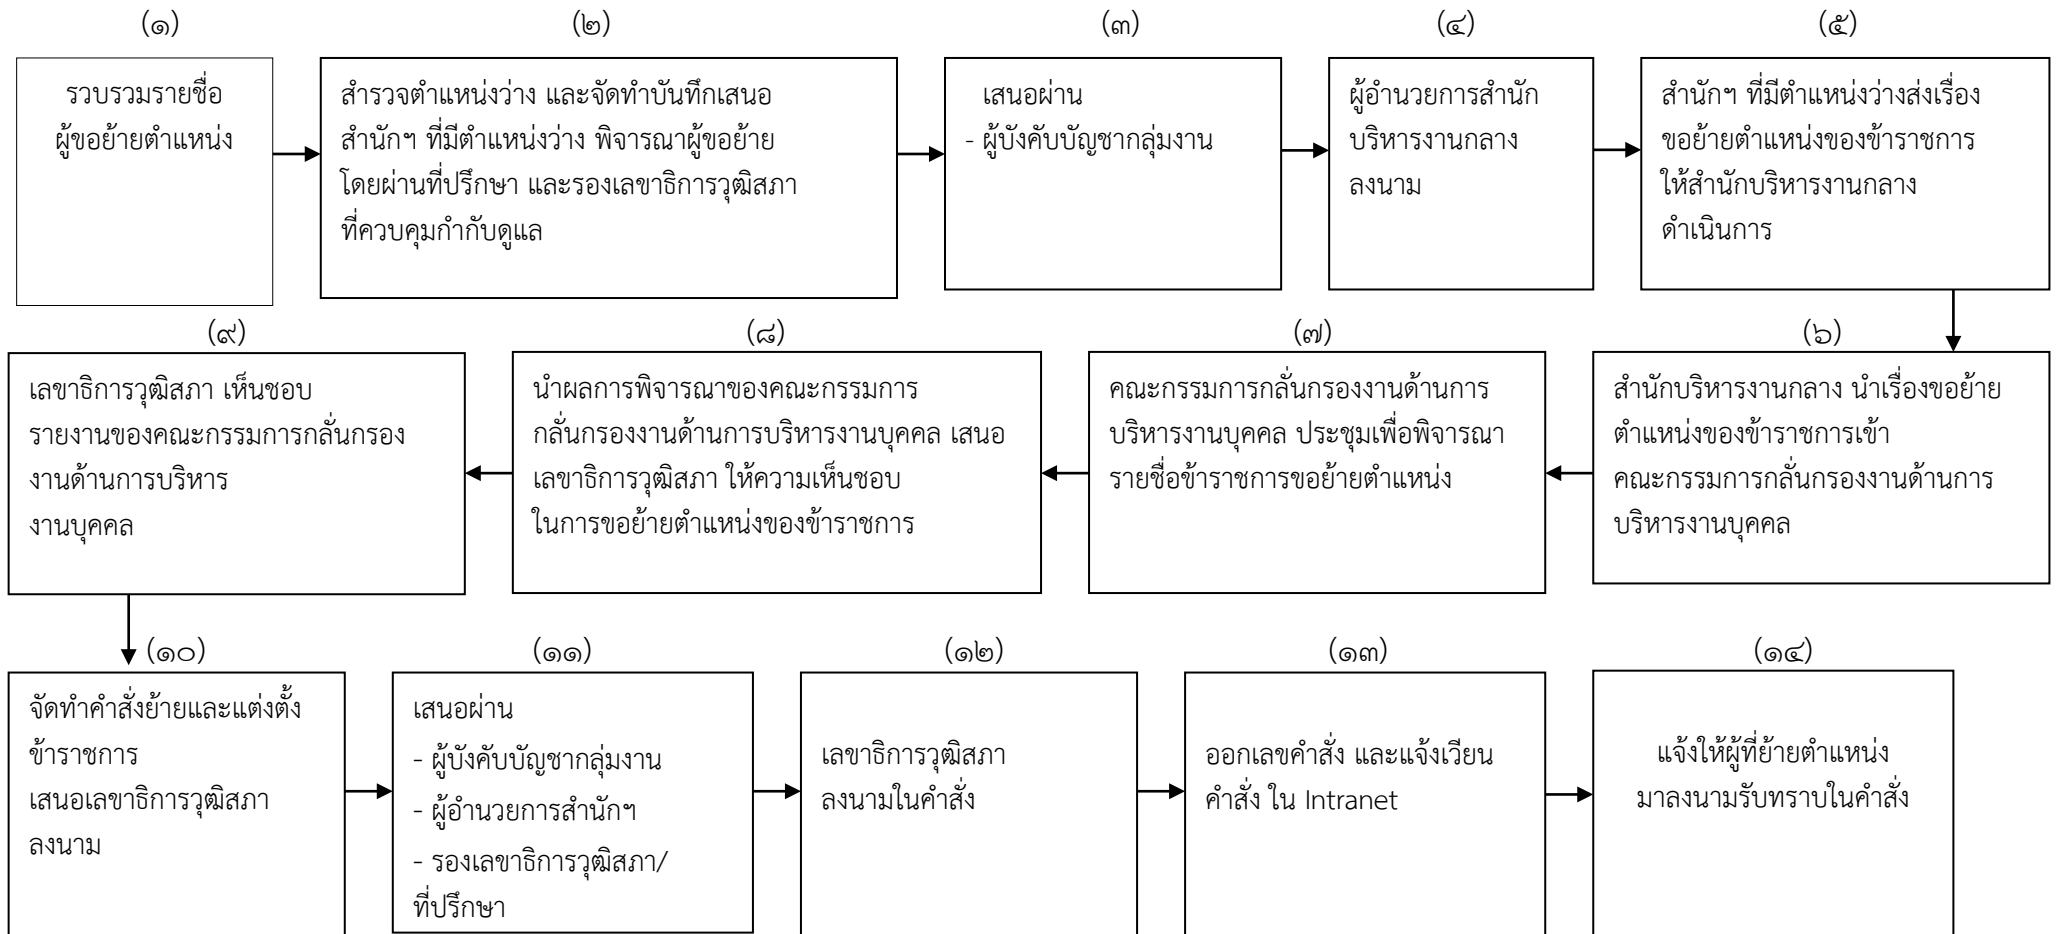 (๑)
รวบรวมรายชื่อ
ผู้ขอย้ายตำแหน่ง
(๒)
สำรวจตำแหน่งว่าง และจัดทำบันทึกเสนอ
สำนักฯ ที่มีตำแหน่งว่าง พิจารณาผู้ขอย้าย
โดยผ่านที่ปรึกษา และรองเลขาธิการวุฒิสภา
ที่ควบคุมกำกับดูแล
(๓)
เสนอผ่าน
- ผู้บังคับบัญชากลุ่มงาน
(๔)
ผู้อำนวยการสำนัก
บริหารงานกลาง
ลงนาม
(๕)
สำนักฯ ที่มีตำแหน่งว่างส่งเรื่อง
ขอย้ายตำแหน่งของข้าราชการ
ให้สำนักบริหารงานกลาง
ดำเนินการ
(๖)
สำนักบริหารงานกลาง นำเรื่องขอย้าย
ตำแหน่งของข้าราชการเข้า
คณะกรรมการกลั่นกรองงานด้านการ
บริหารงานบุคคล
(๗)
คณะกรรมการกลั่นกรองงานด้านการ
บริหารงานบุคคล ประชุมเพื่อพิจารณา
รายชื่อข้าราชการขอย้ายตำแหน่ง
(๘)
นำผลการพิจารณาของคณะกรรมการ
กลั่นกรองงานด้านการบริหารงานบุคคล เสนอ
เลขาธิการวุฒิสภา ให้ความเห็นชอบ
ในการขอย้ายตำแหน่งของข้าราชการ
(๙)
เลขาธิการวุฒิสภา เห็นชอบ
รายงานของคณะกรรมการกลั่นกรอง
งานด้านการบริหาร
งานบุคคล
(๑๐)
จัดทำคำสั่งย้ายและแต่งตั้ง
ข้าราชการ
เสนอเลขาธิการวุฒิสภา
ลงนาม
(๑๑)
เสนอผ่าน
- ผู้บังคับบัญชากลุ่มงาน
- ผู้อำนวยการสำนักฯ
- รองเลขาธิการวุฒิสภา/
ที่ปรึกษา
(๑๒)
เลขาธิการวุฒิสภา
ลงนามในคำสั่ง
(๑๓)
ออกเลขคำสั่ง และแจ้งเวียน
คำสั่ง ใน Intranet
(๑๔)
แจ้งให้ผู้ที่ย้ายตำแหน่ง
มาลงนามรับทราบในคำสั่ง